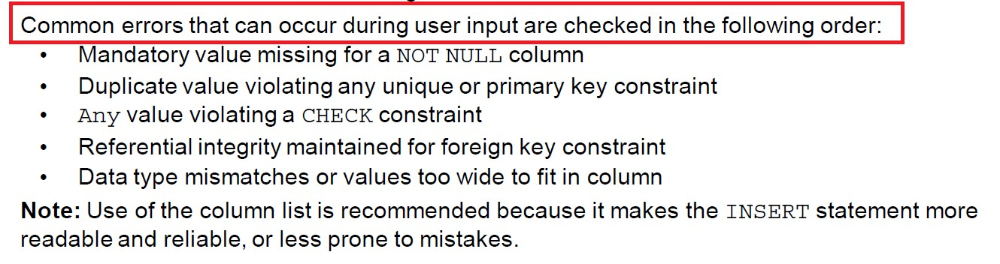 Common errors that can occur during user input are checked in the following order:
• Mandatory value missing for a NOT NULL column
• Duplicate value violating any unique or primary key constraint
• Any value violating a CHECK constraint
• Referential integrity maintained for foreign key constraint
• Data type mismatches or values too wide to fit in column
Note: Use of the column list is recommended because it makes the INSERT statement more
readable and reliable, or less prone to mistakes.